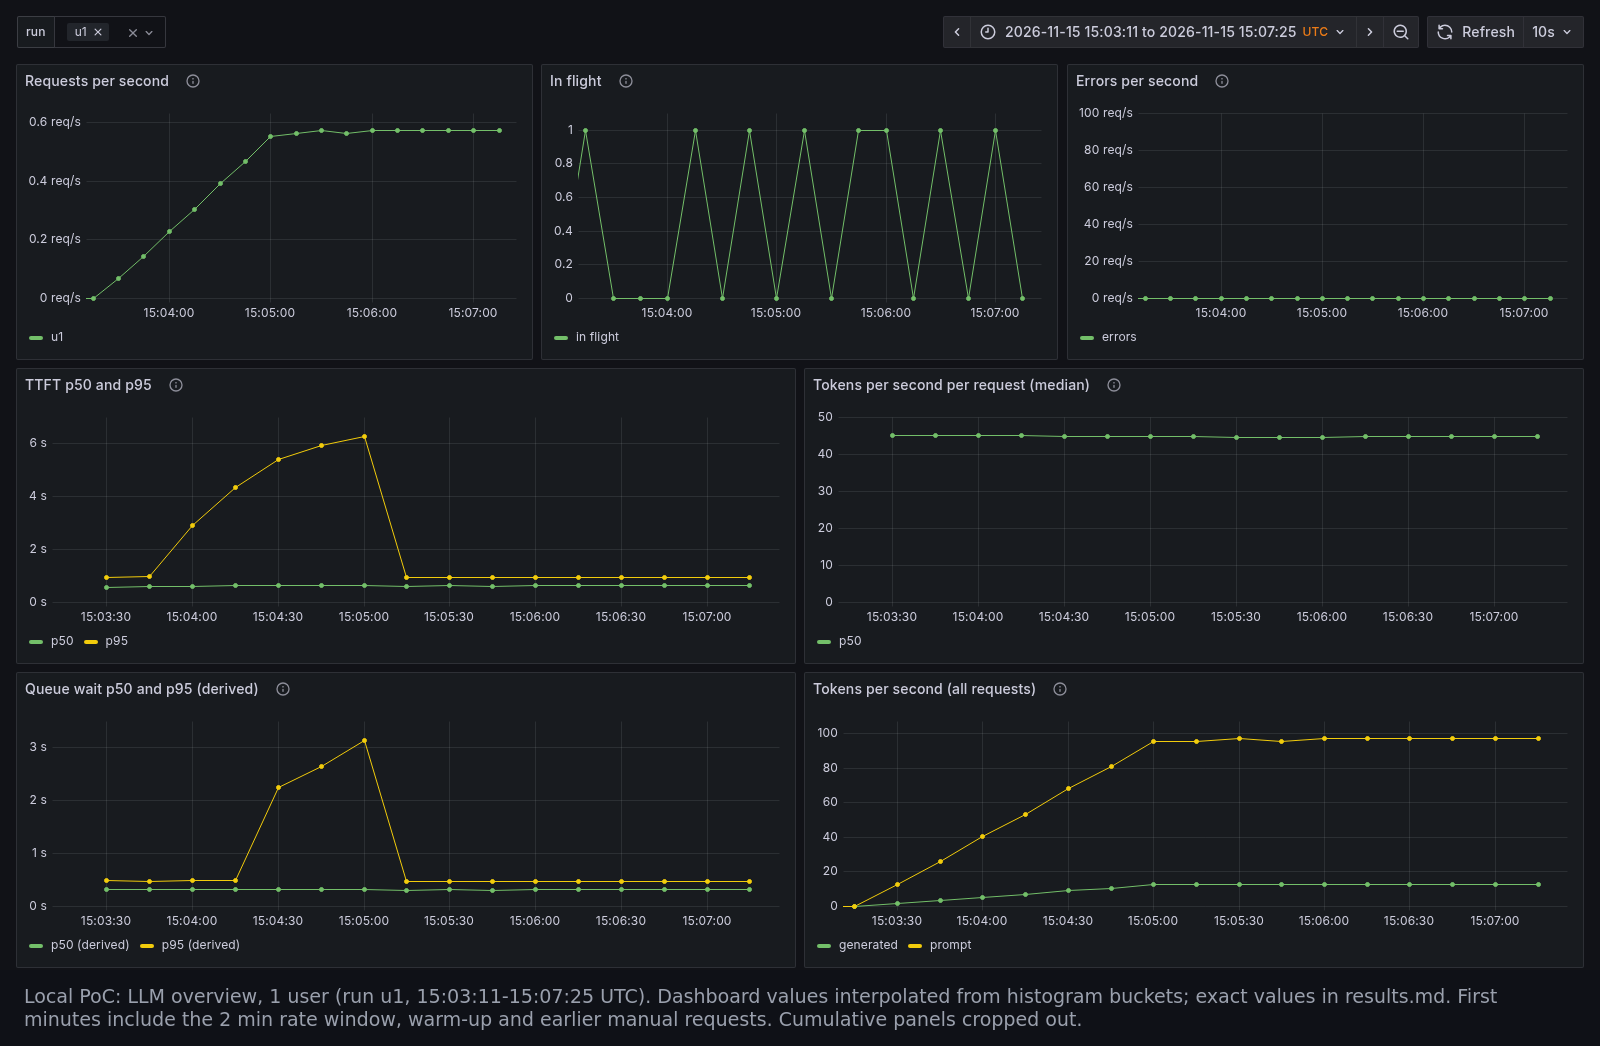 run u1
2026-11-15 15:03:11 to 2026-11-15 15:07:25 UTC
Refresh 10s
Requests per second
0.6 req/s
0.4 req/s
0.2 req/s
0 req/s
15:04:00 15:05:00 15:06:00 15:07:00
u1
In flight
1
0.8
0.6
0.4
0.2
0
15:04:00 15:05:00 15:06:00 15:07:00
in flight
Errors per second
100 req/s
80 req/s
60 req/s
40 req/s
20 req/s
0 req/s
15:04:00 15:05:00 15:06:00 15:07:00
errors
TTFT p50 and p95
6 s
4 s
2 s
0 s
15:03:30 15:04:00 15:04:30 15:05:00 15:05:30 15:06:00 15:06:30 15:07:00
p50 p95
Tokens per second per request (median)
50
40
30
20
10
0
15:03:30 15:04:00 15:04:30 15:05:00 15:05:30 15:06:00 15:06:30 15:07:00
p50
Queue wait p50 and p95 (derived)
3 s
2 s
1 s
0 s
15:03:30 15:04:00 15:04:30 15:05:00 15:05:30 15:06:00 15:06:30 15:07:00
p50 (derived) p95 (derived)
Tokens per second (all requests)
100
80
60
40
20
0
15:03:30 15:04:00 15:04:30 15:05:00 15:05:30 15:06:00 15:06:30 15:07:00
generated prompt
Local PoC: LLM overview, 1 user (run u1, 15:03:11-15:07:25 UTC). Dashboard values interpolated from histogram buckets; exact values in results.md. First
minutes include the 2 min rate window, warm-up and earlier manual requests. Cumulative panels cropped out.